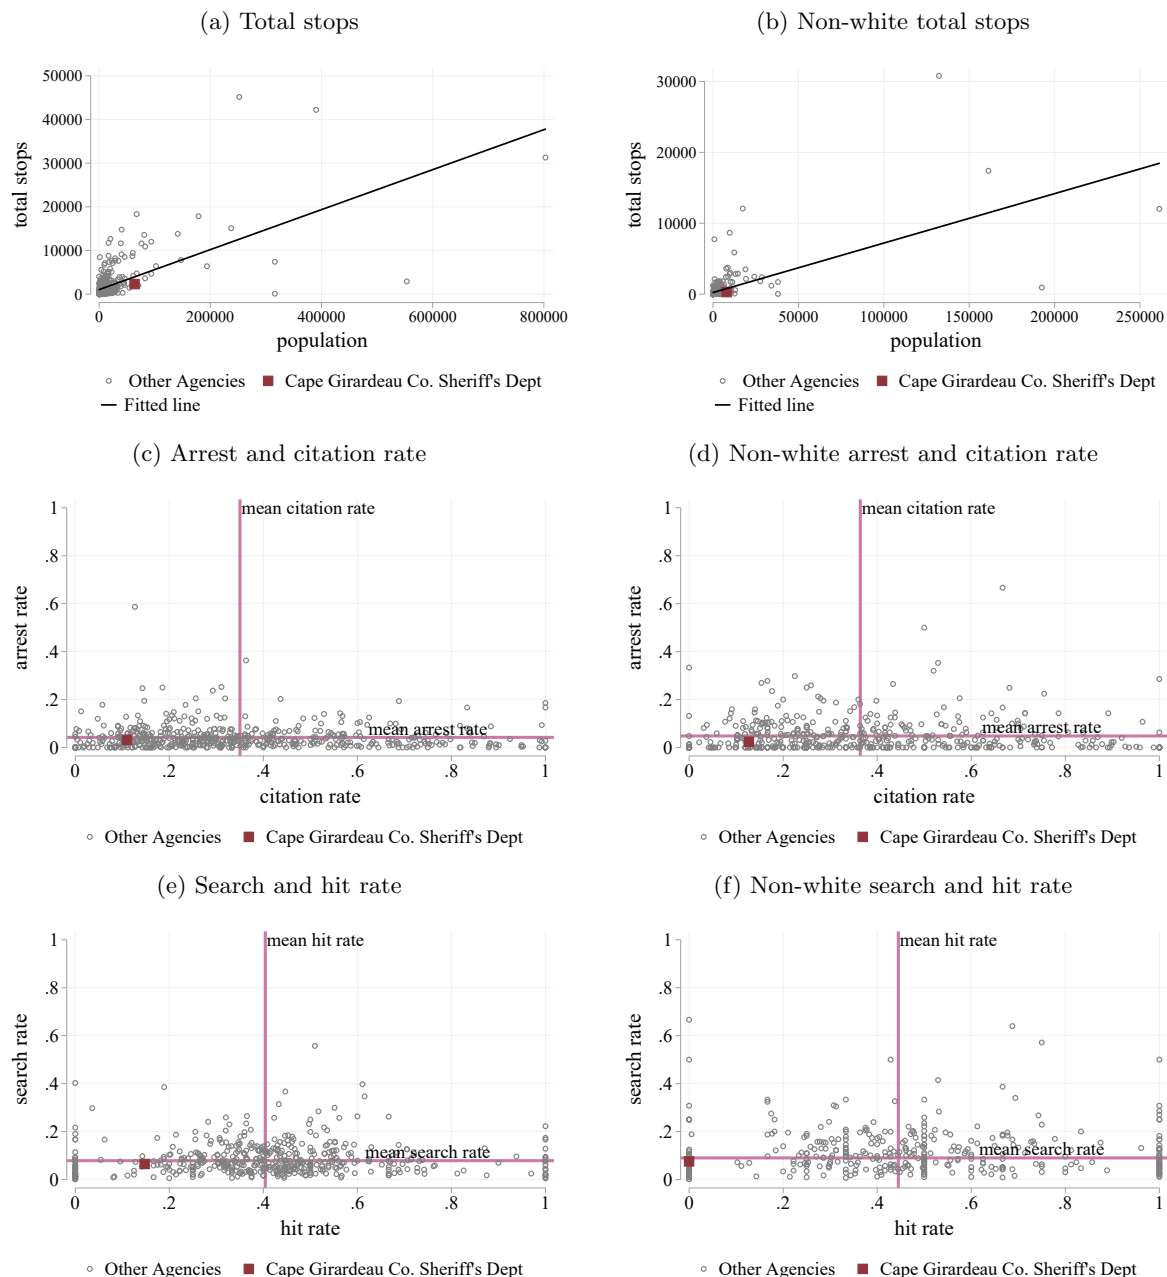 (a) Total stops
50000
40000
30000
20000
10000
0
total stops
0 200000 400000 600000 800000
population
Other Agencies Cape Girardeau Co. Sheriff's Dept
Fitted line
(b) Non-white total stops
30000
20000
10000
0
total stops
0 50000 100000 150000 200000 250000
population
Other Agencies Cape Girardeau Co. Sheriff's Dept
Fitted line
(c) Arrest and citation rate
1
.8
.6
.4
.2
0
arrest rate
mean citation rate
mean arrest rate
0 .2 .4 .6 .8 1
citation rate
Other Agencies Cape Girardeau Co. Sheriff's Dept
(d) Non-white arrest and citation rate
1
.8
.6
.4
.2
0
arrest rate
mean citation rate
mean arrest rate
0 .2 .4 .6 .8 1
citation rate
Other Agencies Cape Girardeau Co. Sheriff's Dept
(e) Search and hit rate
1
.8
.6
.4
.2
0
search rate
mean hit rate
mean search rate
0 .2 .4 .6 .8 1
hit rate
Other Agencies Cape Girardeau Co. Sheriff's Dept
(f) Non-white search and hit rate
1
.8
.6
.4
.2
0
search rate
mean hit rate
mean search rate
0 .2 .4 .6 .8 1
hit rate
Other Agencies Cape Girardeau Co. Sheriff's Dept